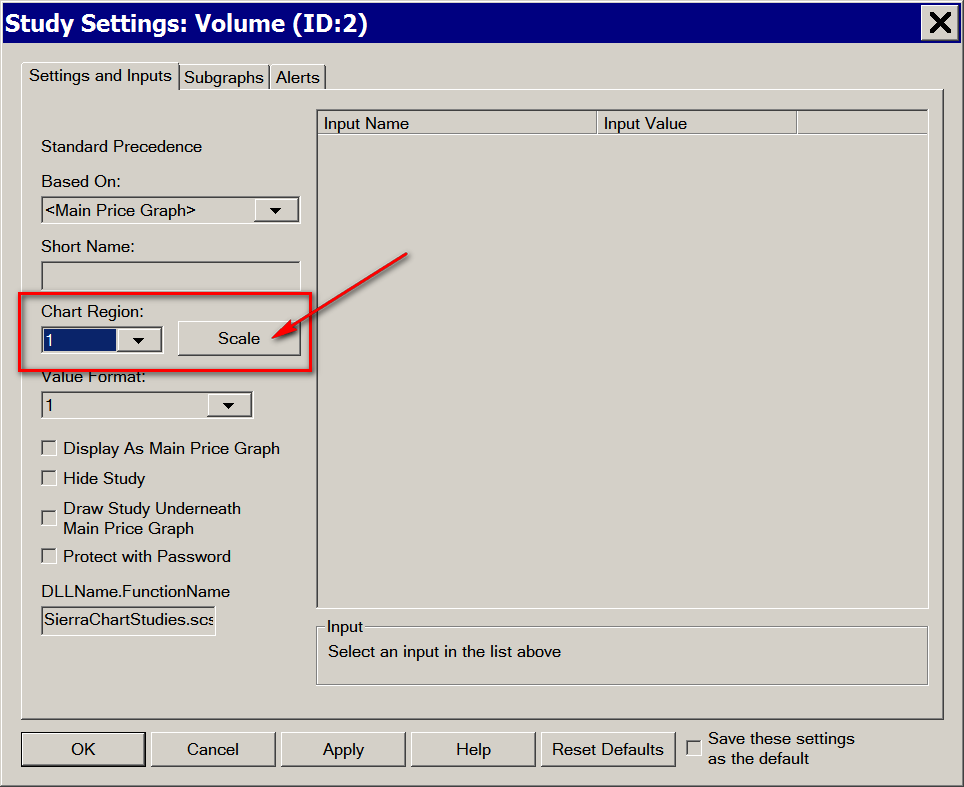 Study Settings: Volume (ID:2)
Settings and Inputs
Subgraphs
Alerts
Standard Precedence
Based On:
<Main Price Graph>
Short Name:
Chart Region:
1
Scale
Value Format:
1
Display As Main Price Graph
Hide Study
Draw Study Underneath
Main Price Graph
Protect with Password
DLLName.FunctionName
SierraChartStudies.scs
Input Name
Input Value
Input
Select an input in the list above
OK
Cancel
Apply
Help
Reset Defaults
Save these settings
as the default